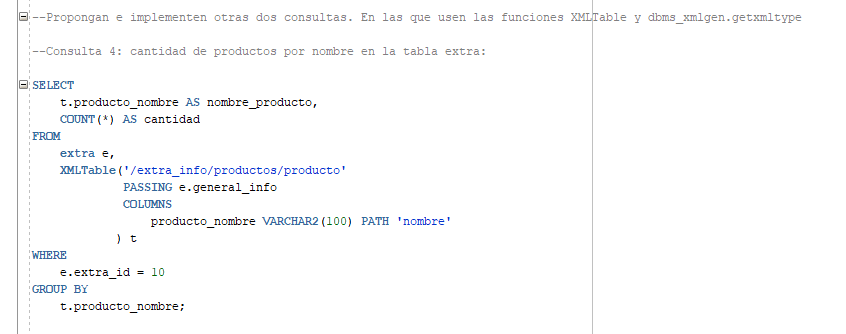 --Propongan e implementen otras dos consultas. En las que usen las funciones XMLTable y dbms_xmlgen.getxmltype
--Consulta 4: cantidad de productos por nombre en la tabla extra:
SELECT
t.producto_nombre AS nombre_producto,
COUNT(*) AS cantidad
FROM
extra e,
XMLTable('/extra_info/productos/producto'
PASSING e.general_info
COLUMNS
producto_nombre VARCHAR2(100) PATH 'nombre'
) t
WHERE
e.extra_id = 10
GROUP BY
t.producto_nombre;